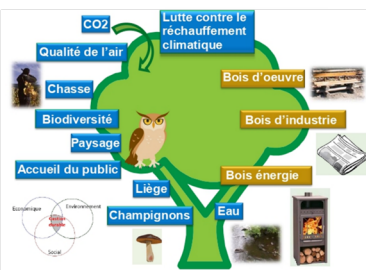 CO2
Lutte contre le
réchauffement
climatique
Qualité de l'air
Bois d'oeuvre
Chasse
Biodiversité
Bois d'industrie
Paysage
Accueil du public
Bois énergie
Liège
Champignons
Eau
Economique
Environnement
Social